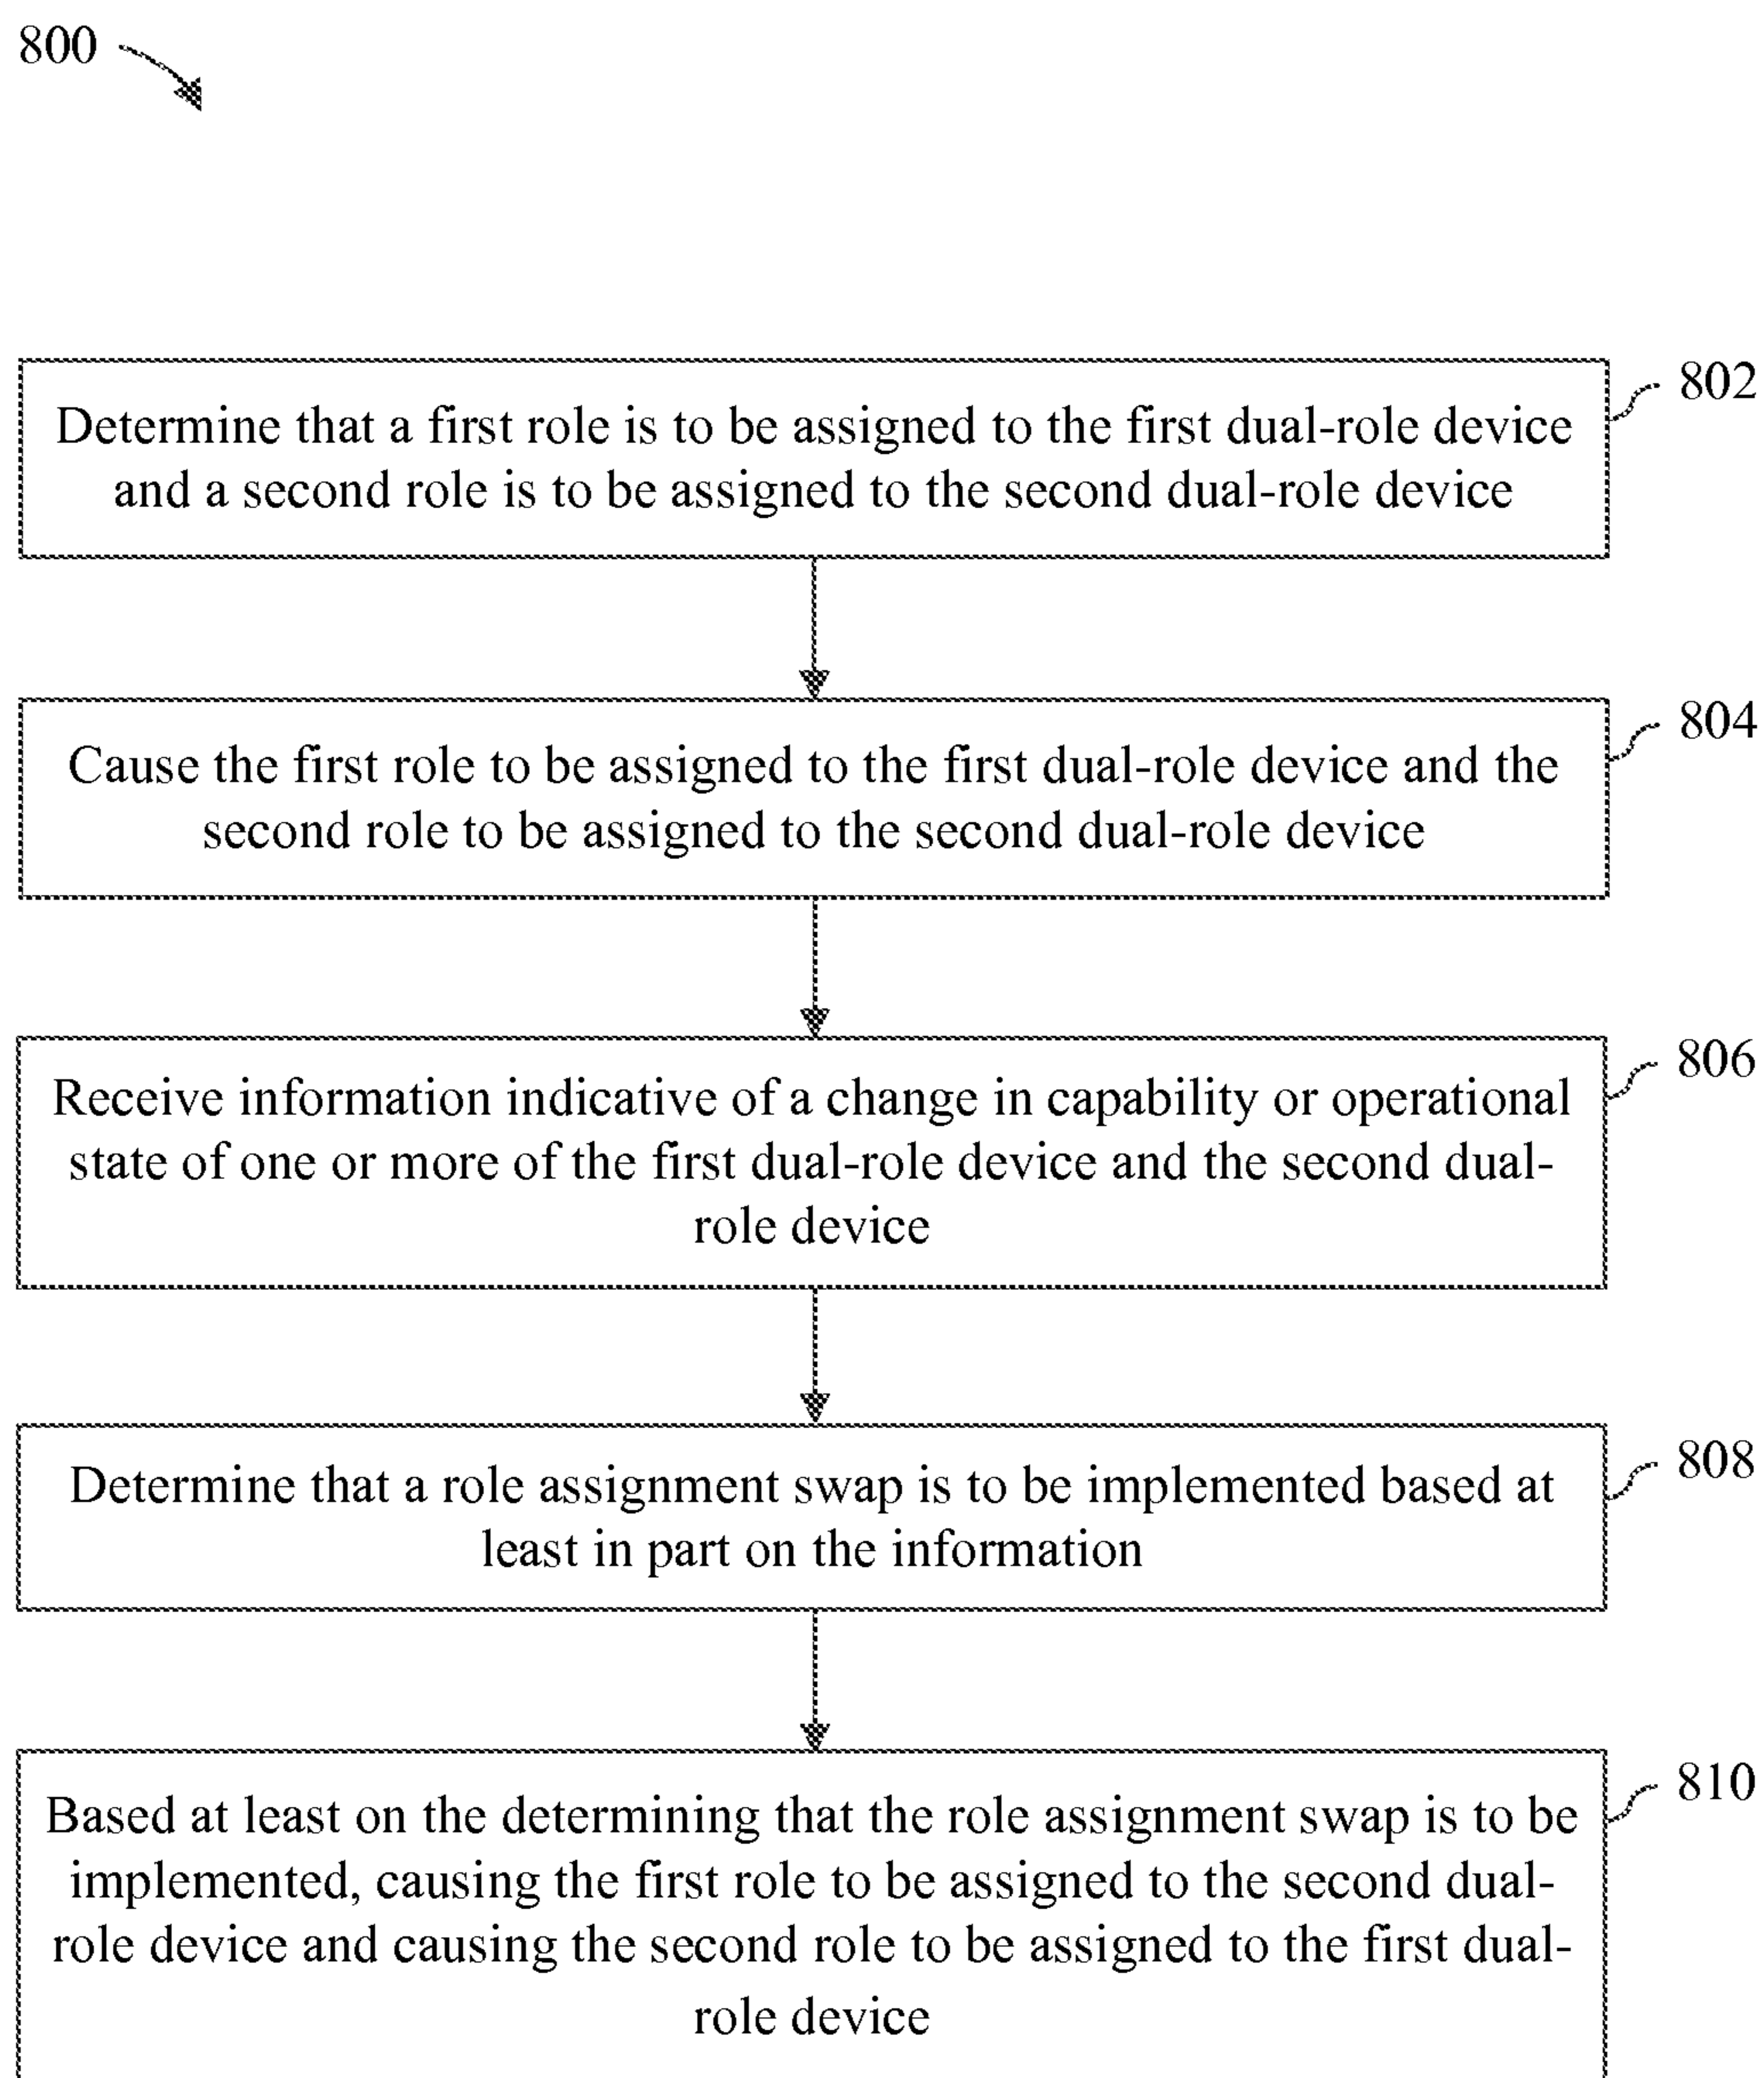 800
802
Determine that a first role is to be assigned to the first dual-role device
and a second role is to be assigned to the second dual-role device
804
Cause the first role to be assigned to the first dual-role device and the
second role to be assigned to the second dual-role device
806
Receive information indicative of a change in capability or operational
state of one or more of the first dual-role device and the second dual-
role device
808
Determine that a role assignment swap is to be implemented based at
least in part on the information
810
Based at least on the determining that the role assignment swap is to be
implemented, causing the first role to be assigned to the second dual-
role device and causing the second role to be assigned to the first dual-
role device